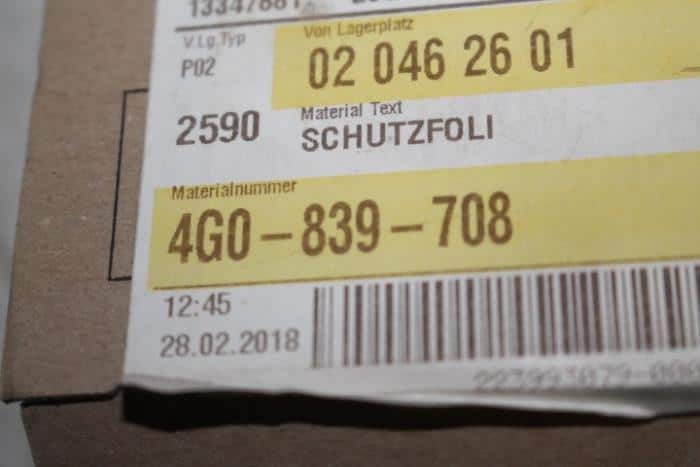 Von Lagerplatz
V.Lg.Typ
P02
02 046 26 01
Material Text
2590
SCHUTZFOLI
Materialnummer
4G0-839-708
12:45
28.02.2018